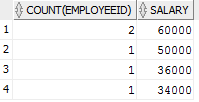 COUNT(EMPLOYEEID) SALARY
1 2 60000
2 1 50000
3 1 36000
4 1 34000